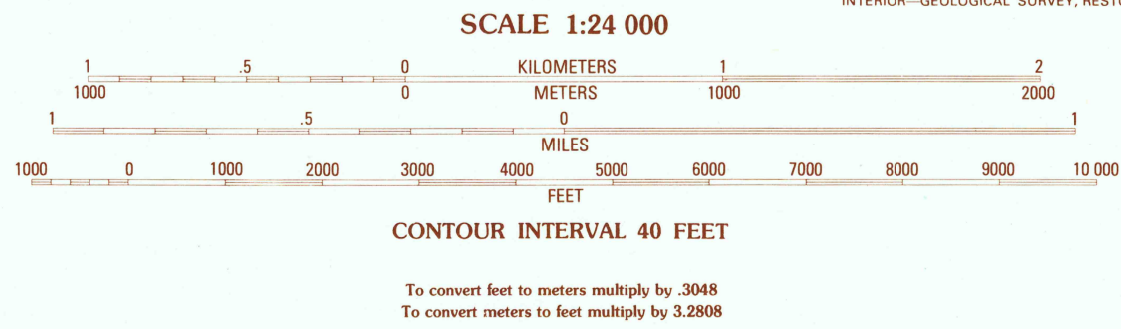 INTERIOR—GEOLOGICAL SURVEY, RESTO
SCALE 1:24 000
1 .5 0 KILOMETERS 1 2
1000 0 METERS 1000 2000
1 .5 0 1
MILES
1000 0 1000 2000 3000 4000 5000 6000 7000 8000 9000 10 000
FEET
CONTOUR INTERVAL 40 FEET
To convert feet to meters multiply by .3048
To convert meters to feet multiply by 3.2808